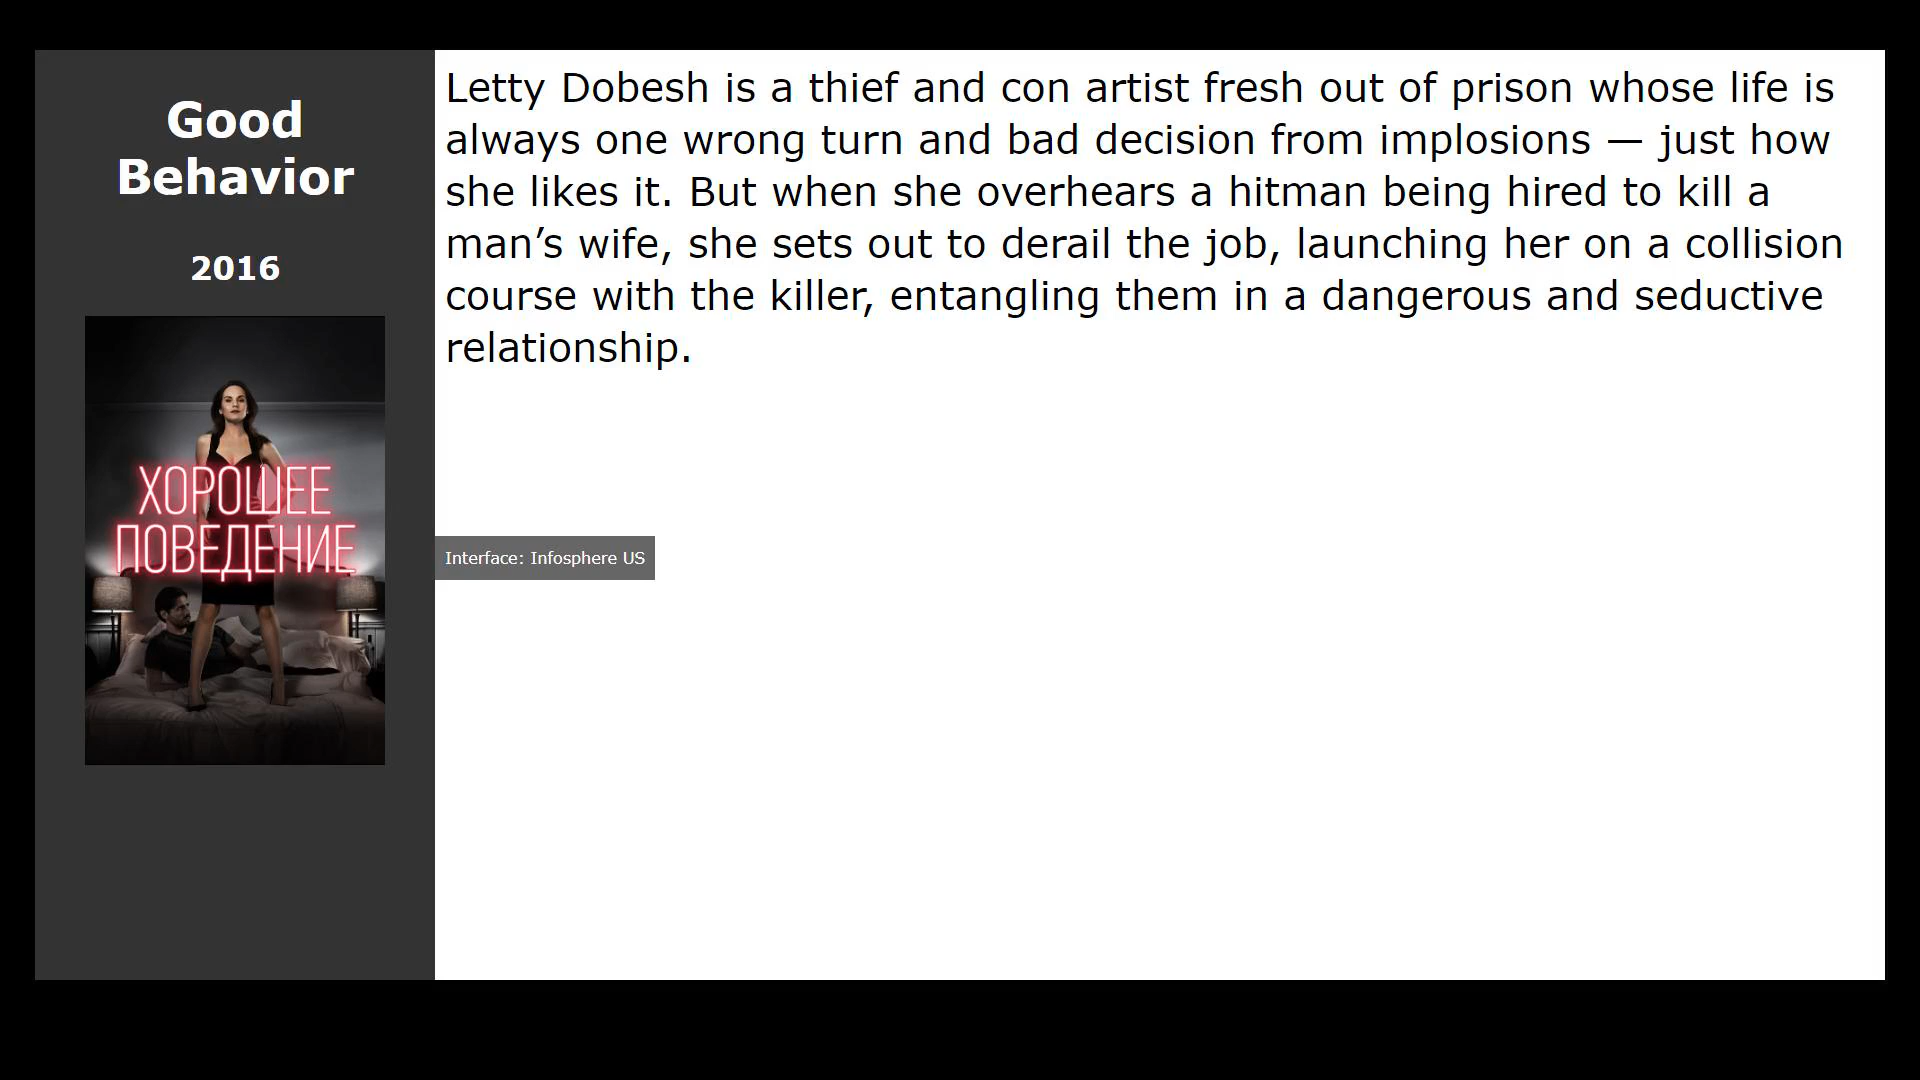 Good
Behavior
2016
ХОРОШЕЕ
ПОВЕДЕНИЕ
Letty Dobesh is a thief and con artist fresh out of prison whose life is
always one wrong turn and bad decision from implosions — just how
she likes it. But when she overhears a hitman being hired to kill a
man’s wife, she sets out to derail the job, launching her on a collision
course with the killer, entangling them in a dangerous and seductive
relationship.
Interface: Infosphere US